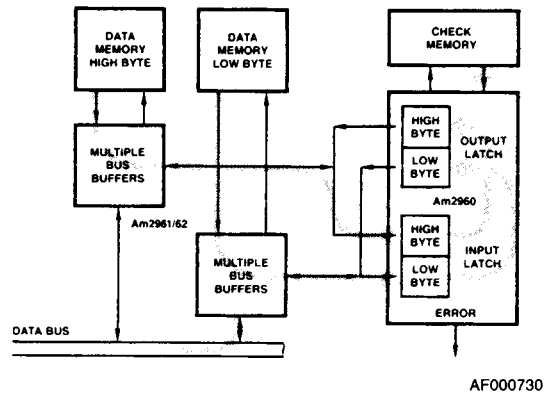 DATA
MEMORY
HIGH BYTE
DATA
MEMORY
LOW BYTE
CHECK
MEMORY
MULTIPLE
BUS
BUFFERS
HIGH
BYTE
LOW
BYTE
OUTPUT
LATCH
Am2960
Am2961/62
MULTIPLE
BUS
BUFFERS
HIGH
BYTE
LOW
BYTE
INPUT
LATCH
ERROR
DATA BUS
AF000730